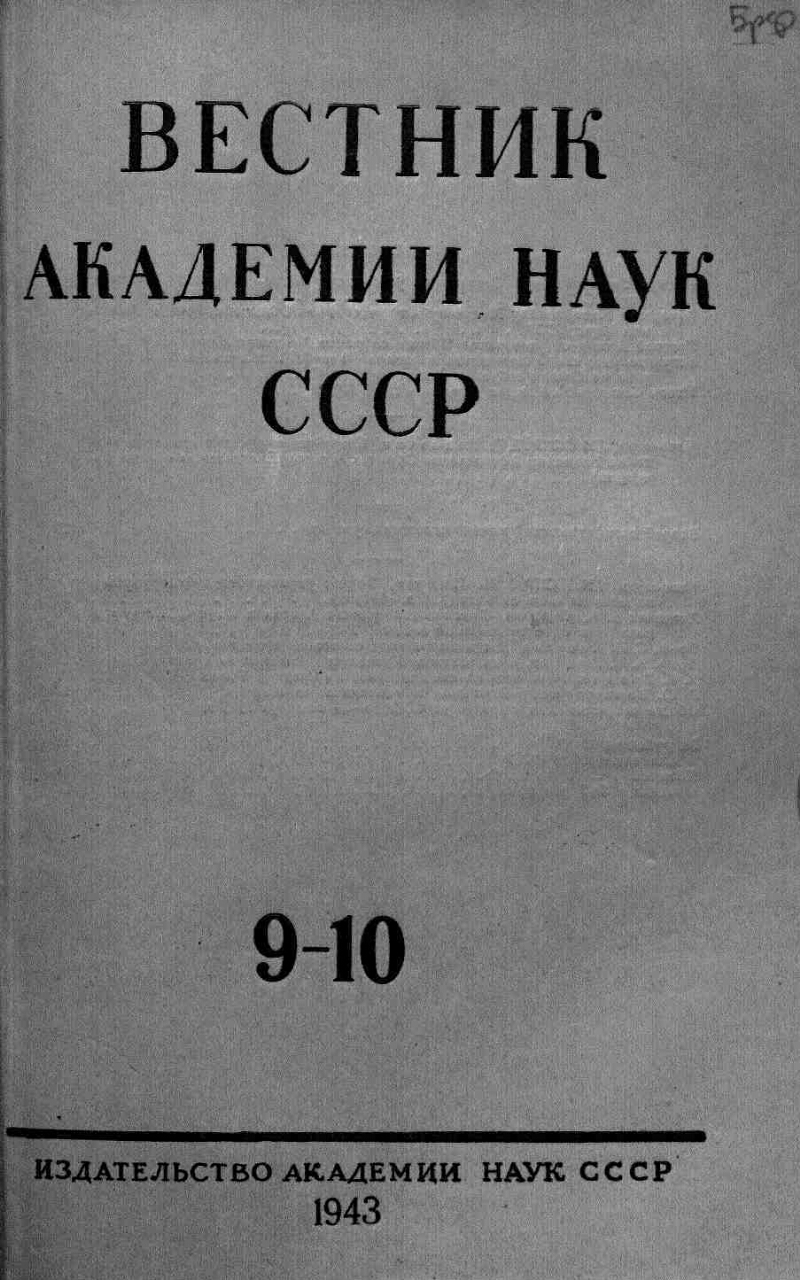 ВЕСТНИК
АКАДЕМИИ НАУК
СССР
9-10
ИЗДАТЕЛЬСТВО АКАДЕМИИ НАУК СССР
1943